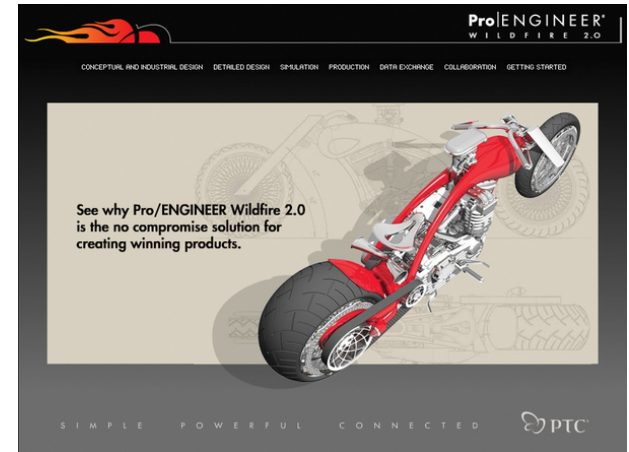 Pro|ENGINEER®
WILDFIRE 2.0
CONCEPTUAL AND INDUSTRIAL DESIGN DETAILED DESIGN SIMULATION PRODUCTION DATA EXCHANGE COLLABORATION GETTING STARTED
See why Pro/ENGINEER Wildfire 2.0
is the no compromise solution for
creating winning products.
SIMPLE POWERFUL CONNECTED
PTC